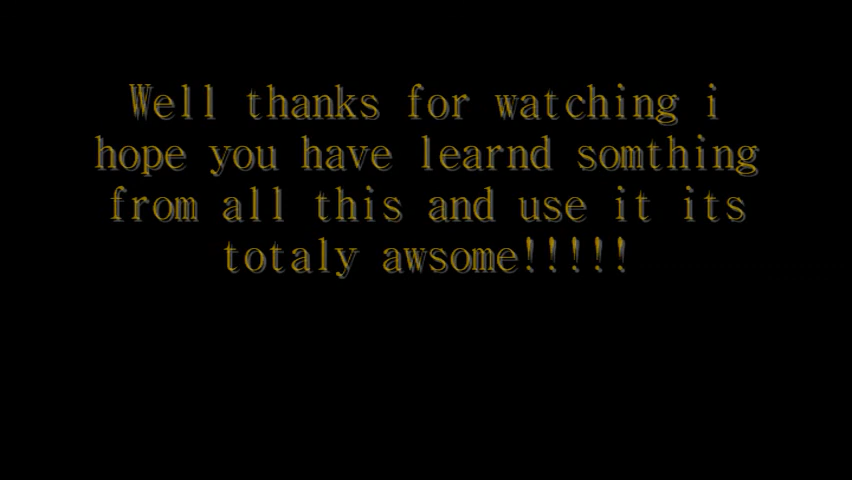 Well thanks for watching i
hope you have learnd somthing
from all this and use it its
totaly awsome!!!!!